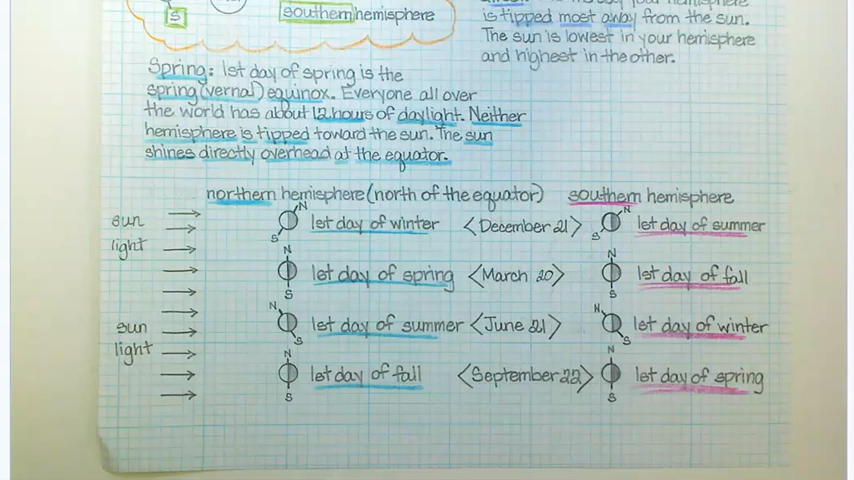 S
southern hemisphere
is tipped most away from the sun.
The sun is lowest in your hemisphere
and highest in the other.
Spring: 1st day of spring is the
spring (vernal) equinox. Everyone all over
the world has about 12 hours of daylight. Neither
hemisphere is tipped toward the sun. The sun
shines directly overhead at the equator.
northern hemisphere (north of the equator) southern hemisphere
sun
light
N
S
1st day of winter <December 21>
N
S
1st day of summer
N
S
1st day of spring <March 20>
N
S
1st day of fall
sun
light
N
S
1st day of summer <June 21>
N
S
1st day of winter
N
S
1st day of fall <September 22>
N
S
1st day of spring